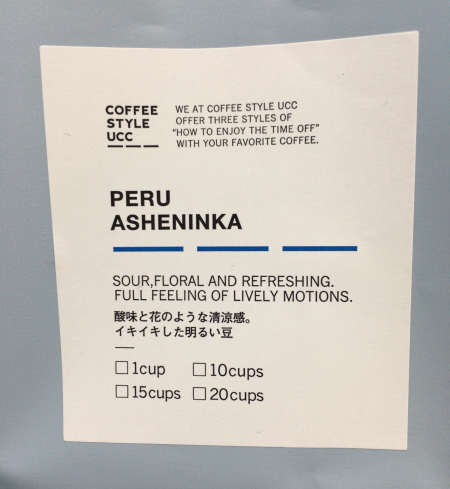 COFFEE
STYLE
UCC
WE AT COFFEE STYLE UCC
OFFER THREE STYLES OF
"HOW TO ENJOY THE TIME OFF"
WITH YOUR FAVORITE COFFEE.
PERU
ASHENINKA
SOUR,FLORAL AND REFRESHING.
FULL FEELING OF LIVELY MOTIONS.
酸味と花のような清涼感。
イキイキした明るい豆
☐ 1cup ☐ 10cups
☐ 15cups ☐ 20cups